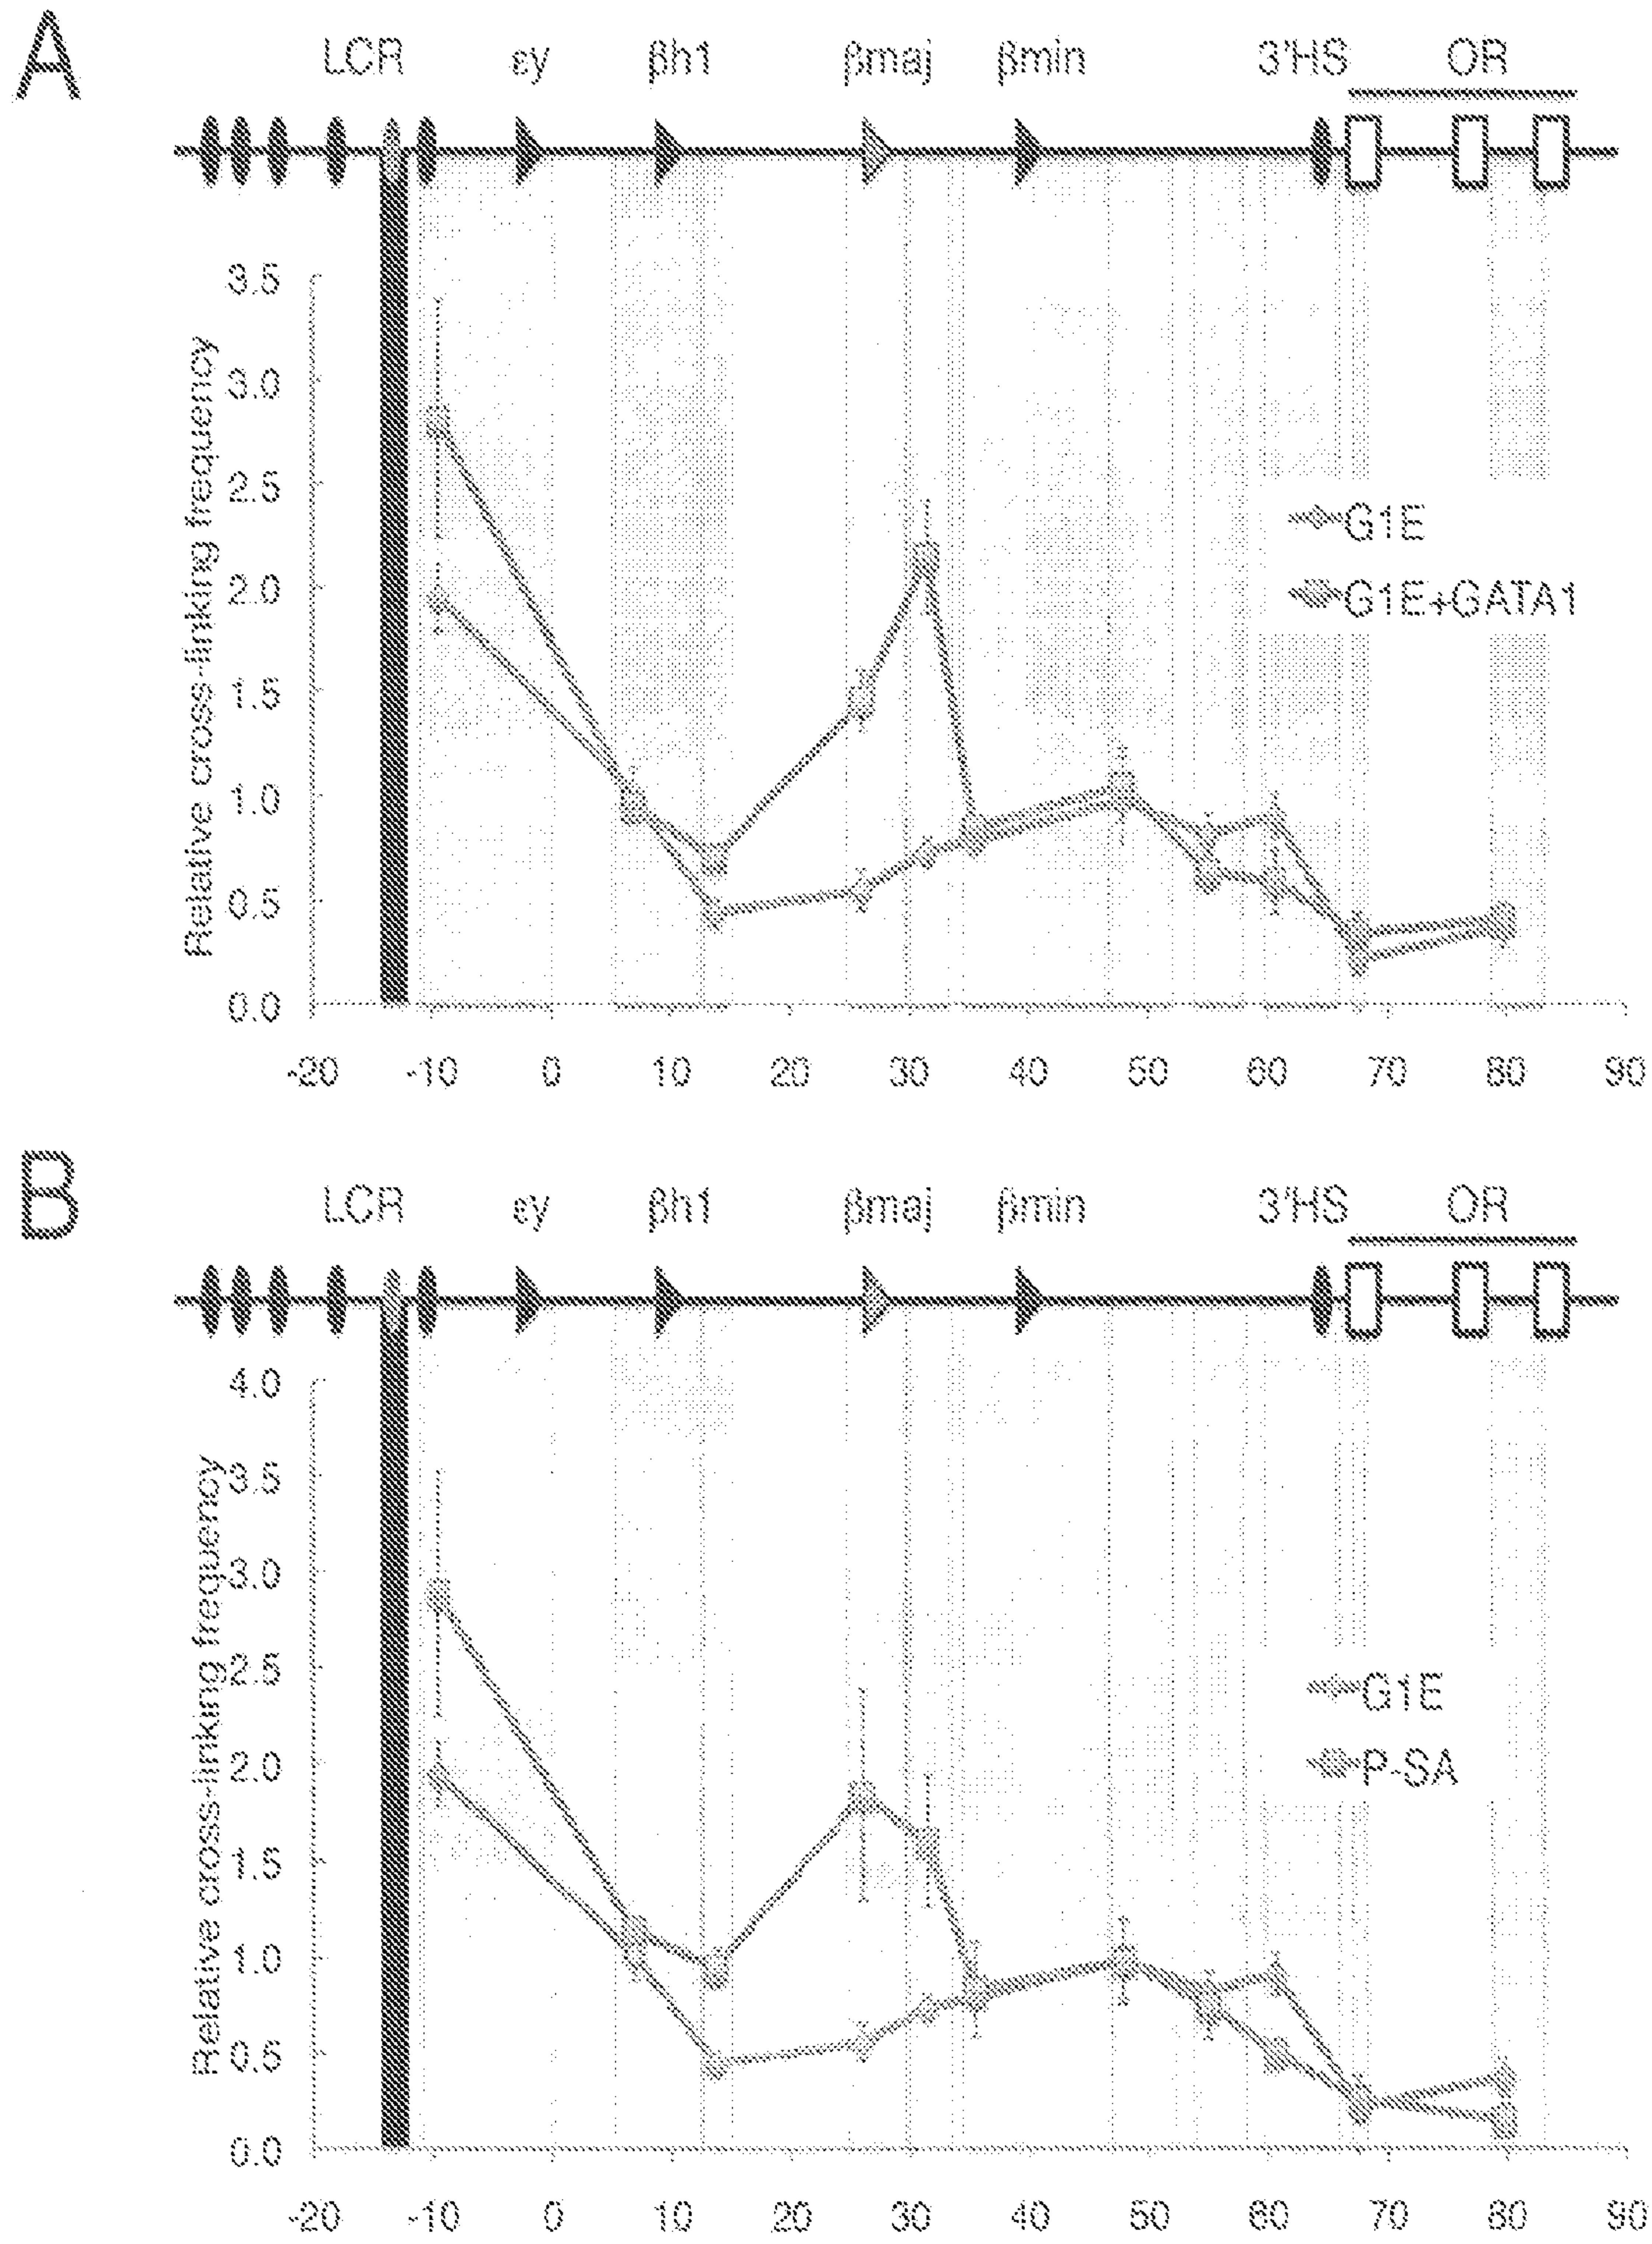 A
LCR εy βh1 βmaj βmin 3'HS OR
3.5
3.0
2.5
2.0
1.5
1.0
0.5
0.0
Relative cross-linking frequency
G1E
G1E+GATA1
-20 -10 0 10 20 30 40 50 60 70 80 90
B
LCR εy βh1 βmaj βmin 3'HS OR
4.0
3.5
3.0
2.5
2.0
1.5
1.0
0.5
0.0
Relative cross-linking frequency
G1E
P-SA
-20 -10 0 10 20 30 40 50 60 70 80 90